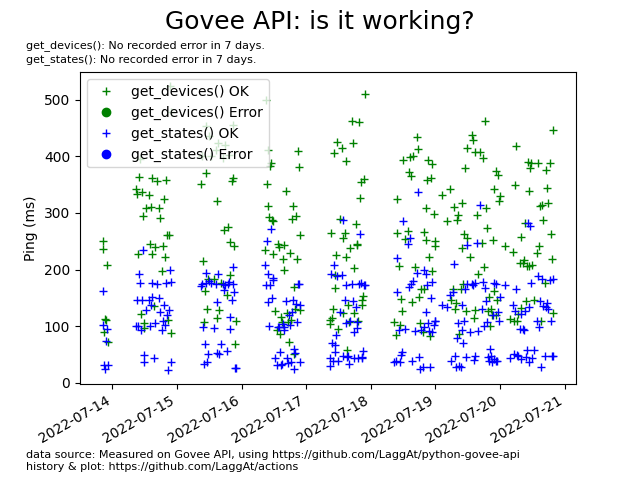 Govee API: is it working?
get_devices(): No recorded error in 7 days.
get_states(): No recorded error in 7 days.
get_devices() OK
get_devices() Error
get_states() OK
get_states() Error
Ping (ms)
500
400
300
200
100
0
2022-07-14
2022-07-15
2022-07-16
2022-07-17
2022-07-18
2022-07-19
2022-07-20
2022-07-21
data source: Measured on Govee API, using https://github.com/LaggAt/python-govee-api
history & plot: https://github.com/LaggAt/actions